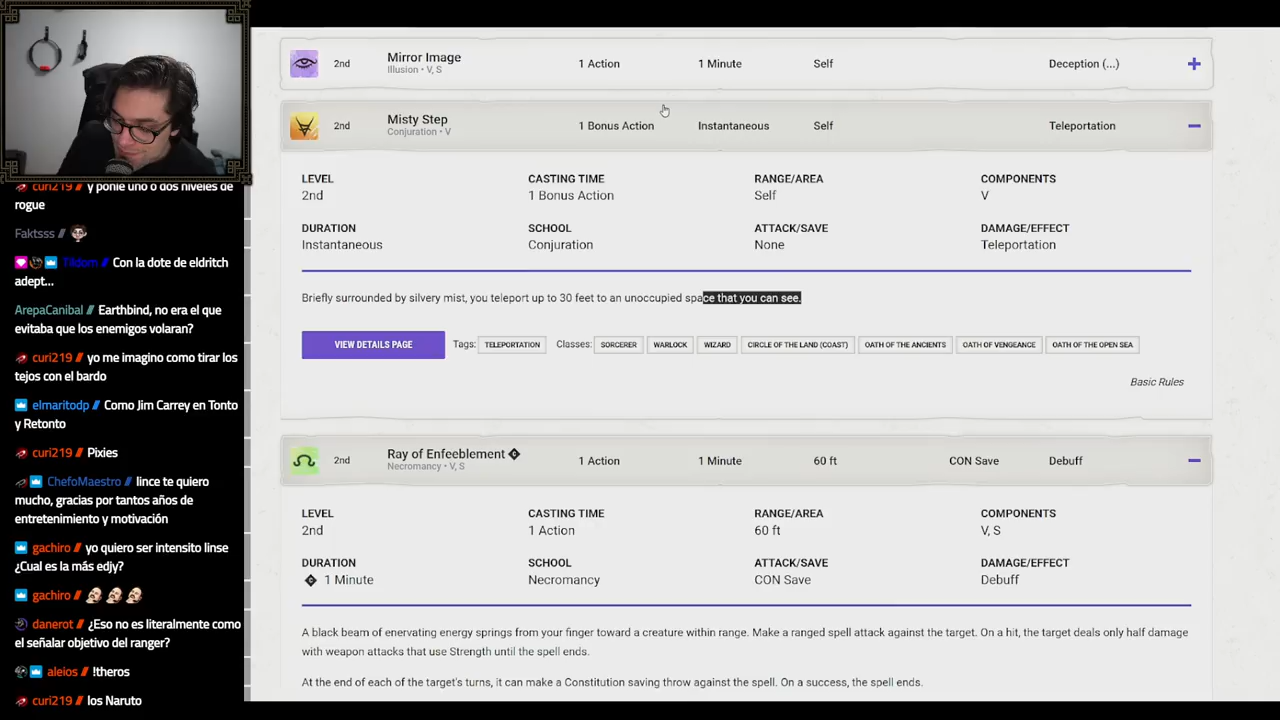 Mirror Image
Illusion • V, S
2nd
1 Action
1 Minute
Self
Deception (...)
Misty Step
Conjuration • V
2nd
1 Bonus Action
Instantaneous
Self
Teleportation
LEVEL
2nd
CASTING TIME
1 Bonus Action
RANGE/AREA
Self
COMPONENTS
V
DURATION
Instantaneous
SCHOOL
Conjuration
ATTACK/SAVE
None
DAMAGE/EFFECT
Teleportation
Briefly surrounded by silvery mist, you teleport up to 30 feet to an unoccupied space that you can see.
VIEW DETAILS PAGE
Tags: TELEPORTATION
Classes: SORCERER WARLOCK WIZARD CIRCLE OF THE LAND (COAST) OATH OF THE ANCIENTS OATH OF VENGEANCE OATH OF THE OPEN SEA
Basic Rules
Ray of Enfeeblement
Necromancy • V, S
2nd
1 Action
1 Minute
60 ft
CON Save
Debuff
LEVEL
2nd
CASTING TIME
1 Action
RANGE/AREA
60 ft
COMPONENTS
V, S
DURATION
1 Minute
SCHOOL
Necromancy
ATTACK/SAVE
CON Save
DAMAGE/EFFECT
Debuff
A black beam of enervating energy springs from your finger toward a creature within range. Make a ranged spell attack against the target. On a hit, the target deals only half damage
with weapon attacks that use Strength until the spell ends.
At the end of each of the target's turns, it can make a Constitution saving throw against the spell. On a success, the spell ends.
curi219 // y ponle uno o dos niveles de
rogue
Faktsss //
Tildom // Con la dote de eldritch
adept...
ArepaCanibal // Earthbind, no era el que
evitaba que los enemigos volaran?
curi219 // yo me imagino como tirar los
tejos con el bardo
elmaritodp // Como Jim Carrey en Tonto
y Retonto
curi219 // Pixies
ChefoMaestro // lince te quiero
mucho, gracias por tantos años de
entretenimiento y motivación
gachiro // yo quiero ser intensito linse
¿Cual es la más edjy?
gachiro //
danerot // ¿Eso no es literalmente como
el señalar objetivo del ranger?
aleios // !theros
curi219 // los Naruto